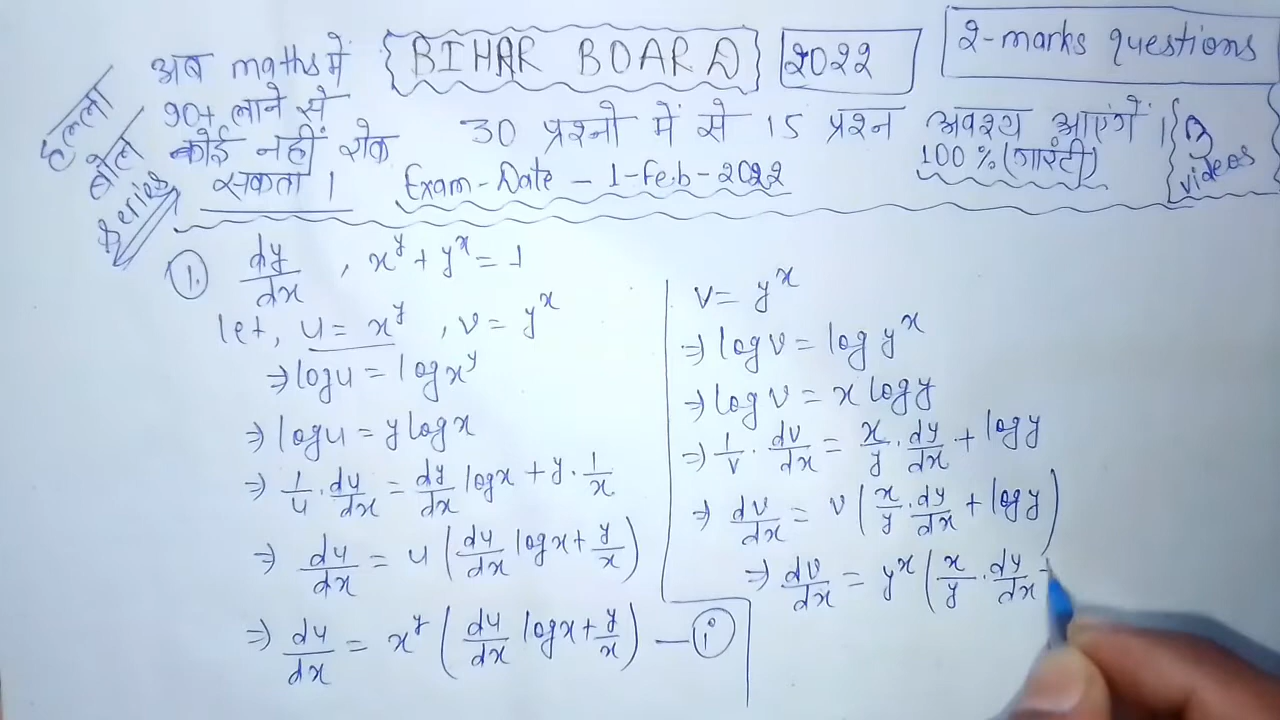 हल्ला बोल series
अब maths में
90+ लाने से
कोई नहीं रोक
सकता ।
BIHAR BOARD
2022
2-marks questions
30 प्रश्नो में से 15 प्रश्न अवश्य आएंगें ।
100% (गारंटी)
3 videos
Exam-Date - 1-Feb-2022
1. dy/dx , x^y + y^x = 1
let, u = x^y , v = y^x
⇒ log u = log x^y
⇒ log u = y log x
⇒ 1/u · du/dx = dy/dx log x + y · 1/x
⇒ du/dx = u ( du/dx log x + y/x )
⇒ du/dx = x^y ( du/dx log x + y/x ) — i
v = y^x
⇒ log v = log y^x
⇒ log v = x log y
⇒ 1/v · dv/dx = x/y · dy/dx + log y
⇒ dv/dx = v ( x/y · dy/dx + log y )
⇒ dv/dx = y^x ( x/y · dy/dx